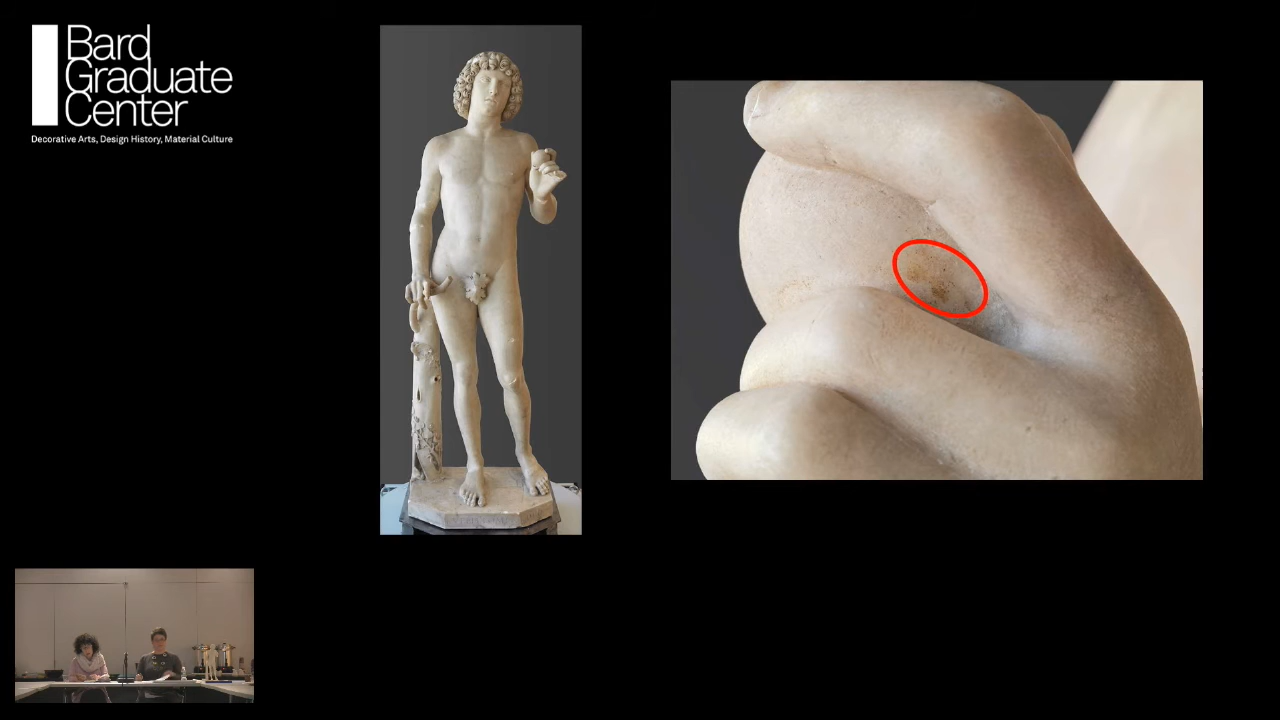 Bard
Graduate
Center
Decorative Arts, Design History, Material Culture